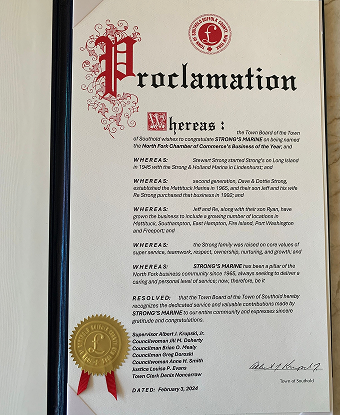 Proclamation
Whereas:
the Town Board of the Town
of Southold wishes to congratulate STRONG'S MARINE on being named
the North Fork Chamber of Commerce's Business of the Year; and
WHEREAS: Stewart Strong started Strong's on Long Island
in 1945 with the Strong & Holland Marine in Lindenhurst; and
WHEREAS: second generation, Dave & Dottie Strong,
established the Mattituck Marine in 1965, and their son Jeff and his wife
Re Strong purchased that business in 1992; and
WHEREAS: Jeff and Re, along with their son Ryan, have
grown the business to include a growing number of locations in
Mattituck, Southampton, East Hampton, Fire Island, Port Washington
and Freeport; and
WHEREAS: the Strong family was raised on core values of
super service, teamwork, respect, ownership, nurturing, and growth; and
WHEREAS: STRONG'S MARINE has been a pillar of the
North Fork business community since 1965, always seeking to deliver a
caring and personal level of service; now, therefore, be it
RESOLVED: that the Town Board of the Town of Southold hereby
recognizes the dedicated service and valuable contributions made by
STRONG'S MARINE to our entire community and expresses sincere
gratitude and congratulations.
Supervisor Albert J. Krupski, Jr.
Councilwoman Jill M. Doherty
Councilman Brian O. Mealy
Councilman Greg Doroski
Councilwoman Anne H. Smith
Justice Louisa P. Evans
Town Clerk Denis Noncarrow
Town of Southold
DATED: February 3, 2024